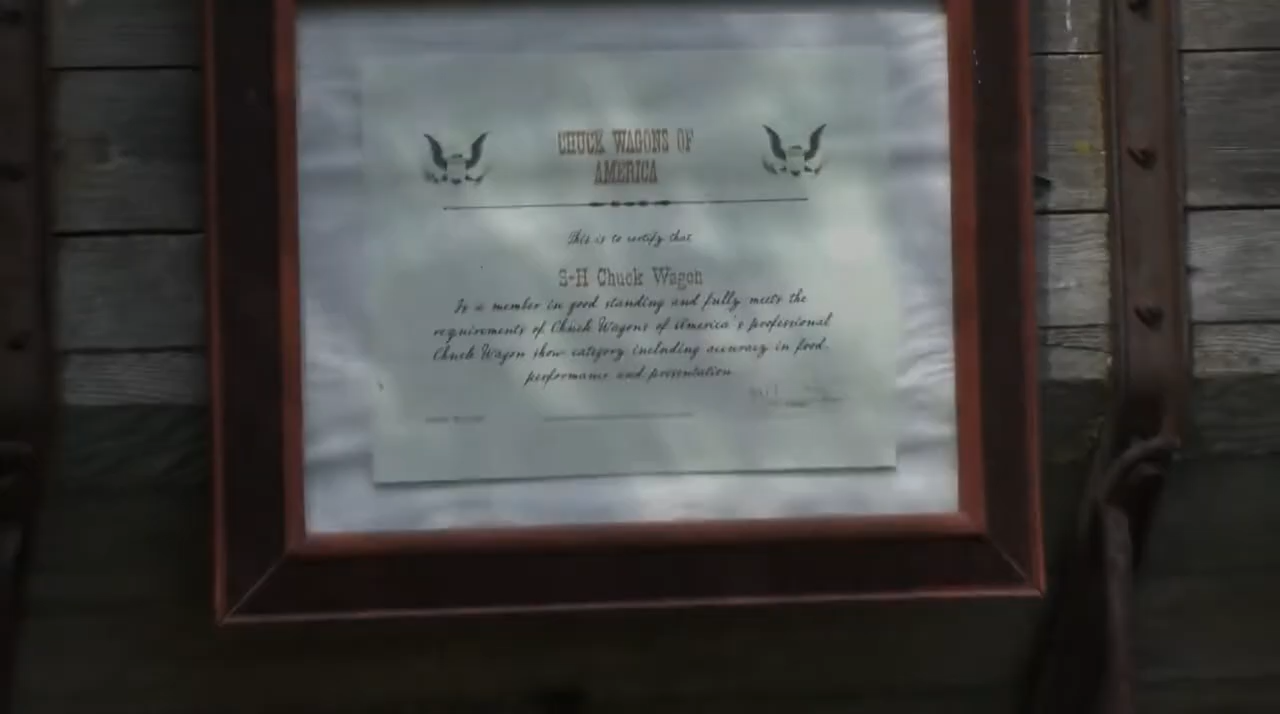 CHUCK WAGONS OF
AMERICA
This is to certify that
S-H Chuck Wagon
Is a member in good standing and fully meets the
requirements of Chuck Wagons of America's professional
Chuck Wagon show category including accuracy in food,
performance and presentation